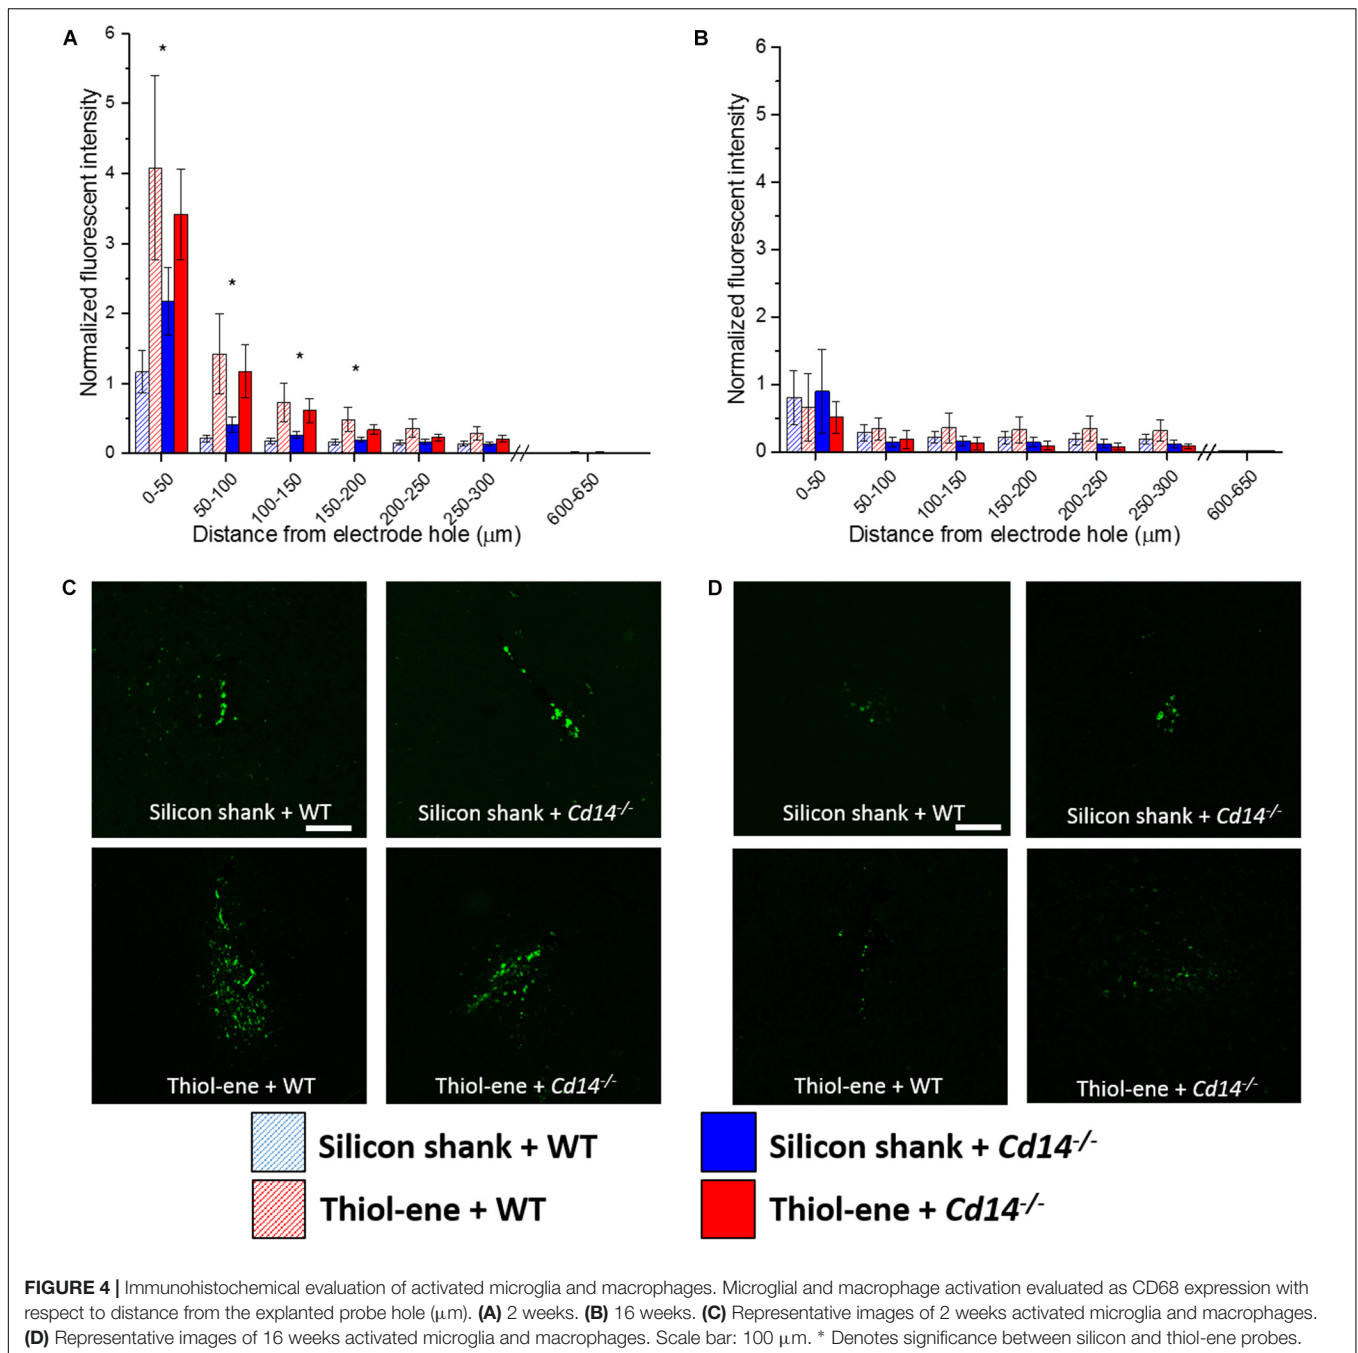 A
6
5
4
3
2
1
0
Normalized fluorescent intensity
*
*
*
*
0-50
50-100
100-150
150-200
200-250
250-300
600-650
Distance from electrode hole (μm)
B
6
5
4
3
2
1
0
Normalized fluorescent intensity
0-50
50-100
100-150
150-200
200-250
250-300
600-650
Distance from electrode hole (μm)
C
Silicon shank + WT
Silicon shank + Cd14-/-
Thiol-ene + WT
Thiol-ene + Cd14-/-
D
Silicon shank + WT
Silicon shank + Cd14-/-
Thiol-ene + WT
Thiol-ene + Cd14-/-
Silicon shank + WT
Silicon shank + Cd14-/-
Thiol-ene + WT
Thiol-ene + Cd14-/-
FIGURE 4 | Immunohistochemical evaluation of activated microglia and macrophages. Microglial and macrophage activation evaluated as CD68 expression with
respect to distance from the explanted probe hole (μm). (A) 2 weeks. (B) 16 weeks. (C) Representative images of 2 weeks activated microglia and macrophages.
(D) Representative images of 16 weeks activated microglia and macrophages. Scale bar: 100 μm. * Denotes significance between silicon and thiol-ene probes.